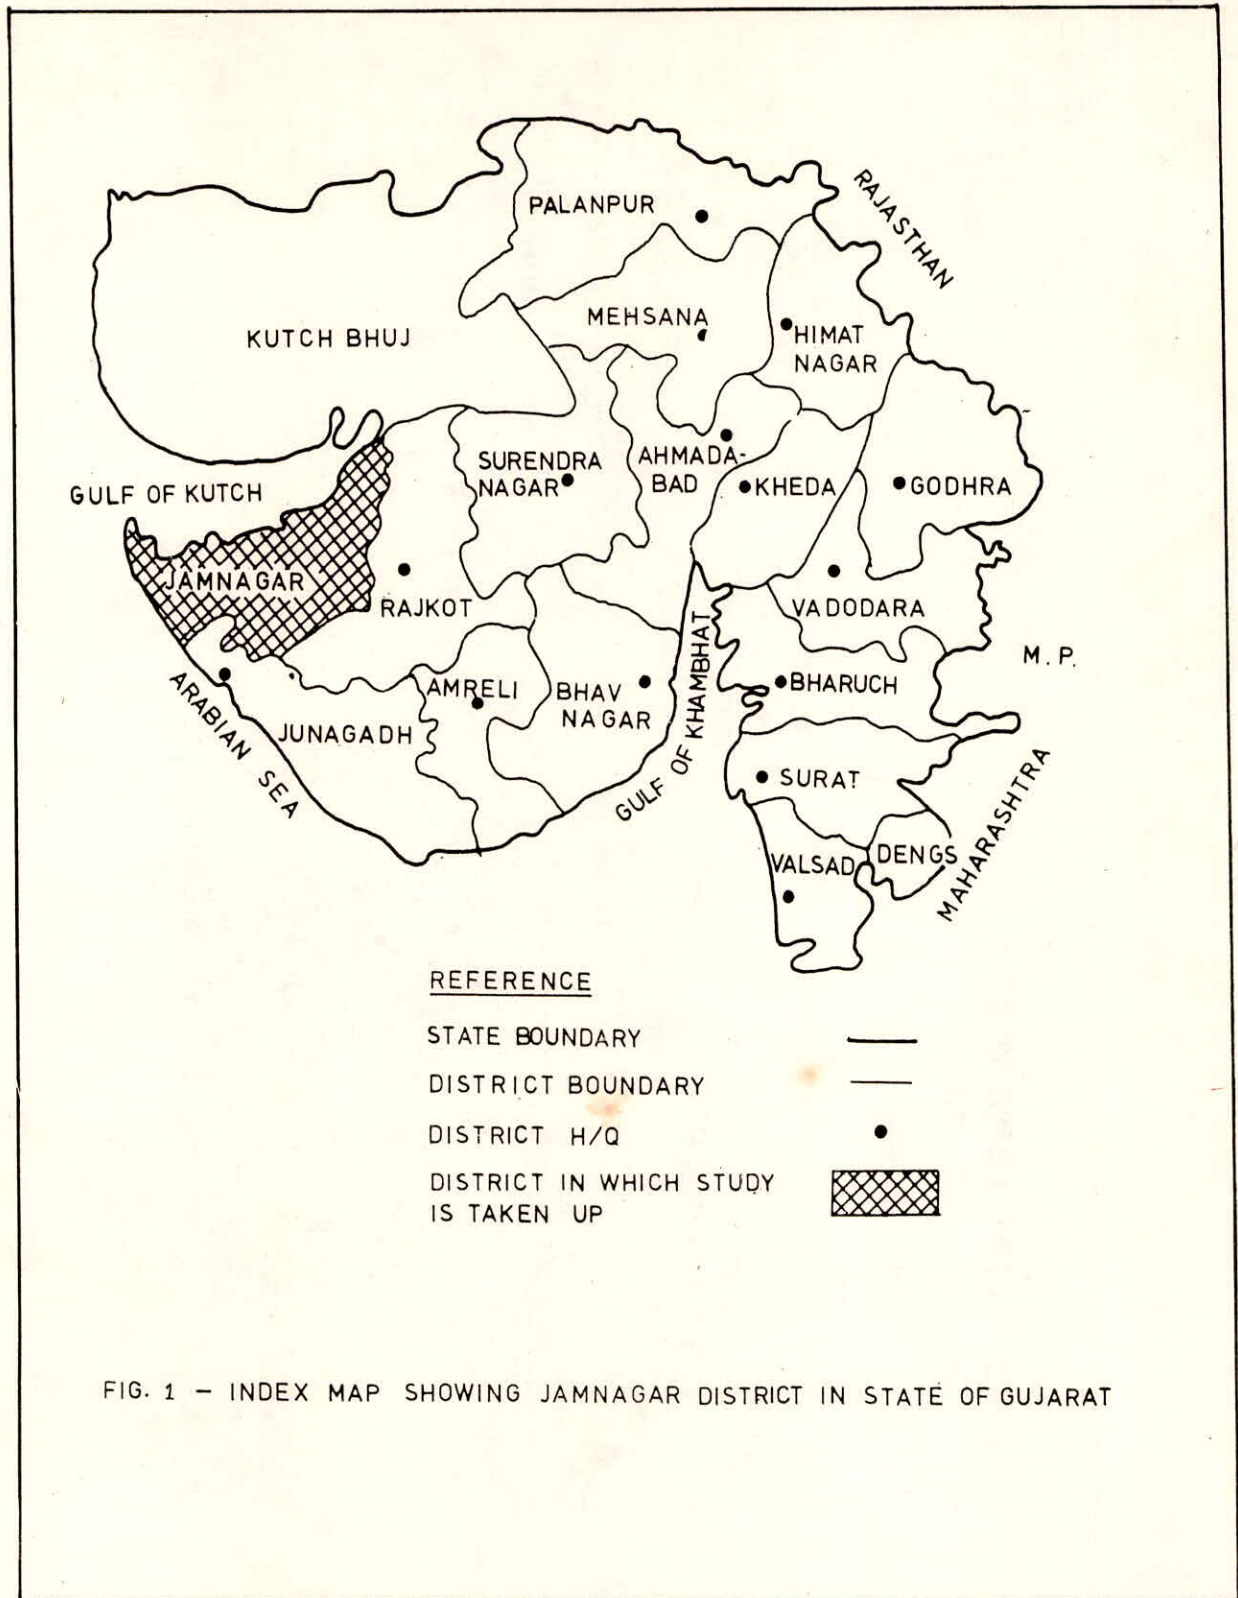 RAJASTHAN
PALANPUR
MEHSANA
KUTCH BHUJ
HIMAT
NAGAR
SURENDRA
NAGAR
AHMADA-
BAD
KHEDA
GODHRA
GULF OF KUTCH
JAMNAGAR
RAJKOT
VADODARA
M.P.
AMRELI
BHAV
NAGAR
GULF OF KHAMBHAT
BHARUCH
ARABIAN SEA
JUNAGADH
SURAT
MAHARASHTRA
VALSAD
DENGS
REFERENCE
STATE BOUNDARY
DISTRICT BOUNDARY
DISTRICT H/Q
DISTRICT IN WHICH STUDY
IS TAKEN UP
FIG. 1 - INDEX MAP SHOWING JAMNAGAR DISTRICT IN STATE OF GUJARAT